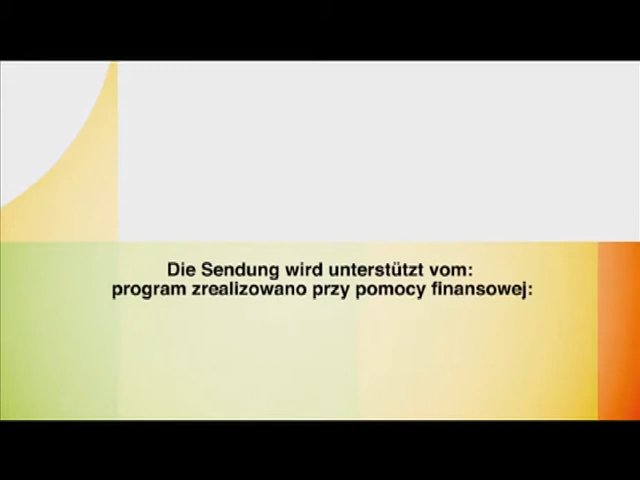 Die Sendung wird unterstützt vom:
program zrealizowano przy pomocy finansowej: